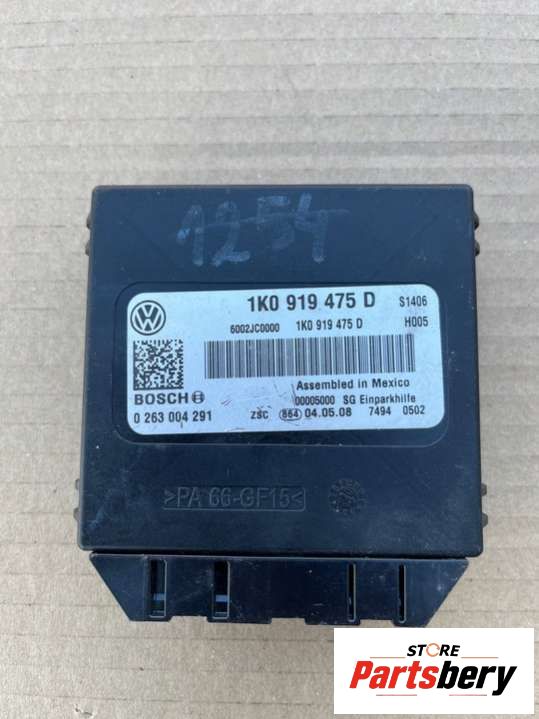 1254
1K0 919 475 D S1406
6002JC0000 1K0 919 475 D H005
Assembled in Mexico
BOSCH 00005000 SG Einparkhilfe
0 263 004 291 ZSC 864 04.05.08 7494 0502
>PA 66-GF15<
STORE
Partsbery